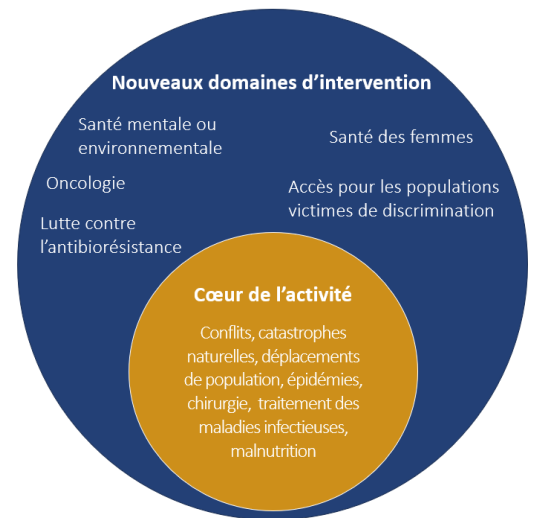 Nouveaux domaines d’intervention
Santé mentale ou
environnementale
Santé des femmes
Oncologie
Accès pour les populations
victimes de discrimination
Lutte contre
l’antibiorésistance
Cœur de l’activité
Conflits, catastrophes
naturelles, déplacements
de population, épidémies,
chirurgie, traitement des
maladies infectieuses,
malnutrition